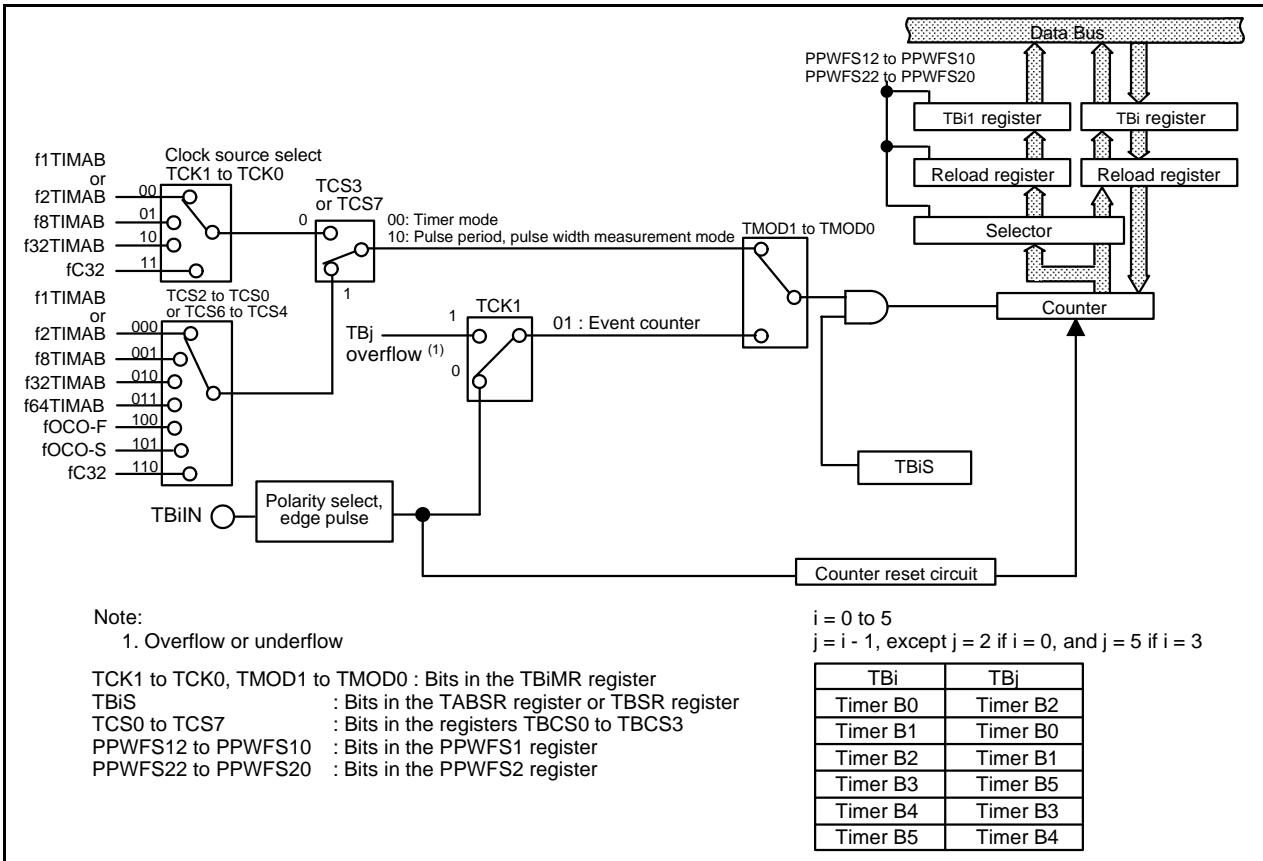 Data Bus
PPWFS12 to PPWFS10
PPWFS22 to PPWFS20
TBi1 register
TBi register
Reload register
Reload register
Selector
Counter
f1TIMAB
or
f2TIMAB
f8TIMAB
f32TIMAB
fC32
Clock source select
TCK1 to TCK0
00
01
10
11
TCS3
or TCS7
0
1
00: Timer mode
10: Pulse period, pulse width measurement mode
TMOD1 to TMOD0
f1TIMAB
or
f2TIMAB
f8TIMAB
f32TIMAB
f64TIMAB
fOCO-F
fOCO-S
fC32
TCS2 to TCS0
or TCS6 to TCS4
000
001
010
011
100
101
110
TBj
overflow (1)
TCK1
1
0
01 : Event counter
TBiS
TBiIN
Polarity select,
edge pulse
Counter reset circuit
Note:
1. Overflow or underflow
TCK1 to TCK0, TMOD1 to TMOD0 : Bits in the TBiMR register
TBiS : Bits in the TABSR register or TBSR register
TCS0 to TCS7 : Bits in the registers TBCS0 to TBCS3
PPWFS12 to PPWFS10 : Bits in the PPWFS1 register
PPWFS22 to PPWFS20 : Bits in the PPWFS2 register
i = 0 to 5
j = i - 1, except j = 2 if i = 0, and j = 5 if i = 3
TBi TBj
Timer B0 Timer B2
Timer B1 Timer B0
Timer B2 Timer B1
Timer B3 Timer B5
Timer B4 Timer B3
Timer B5 Timer B4